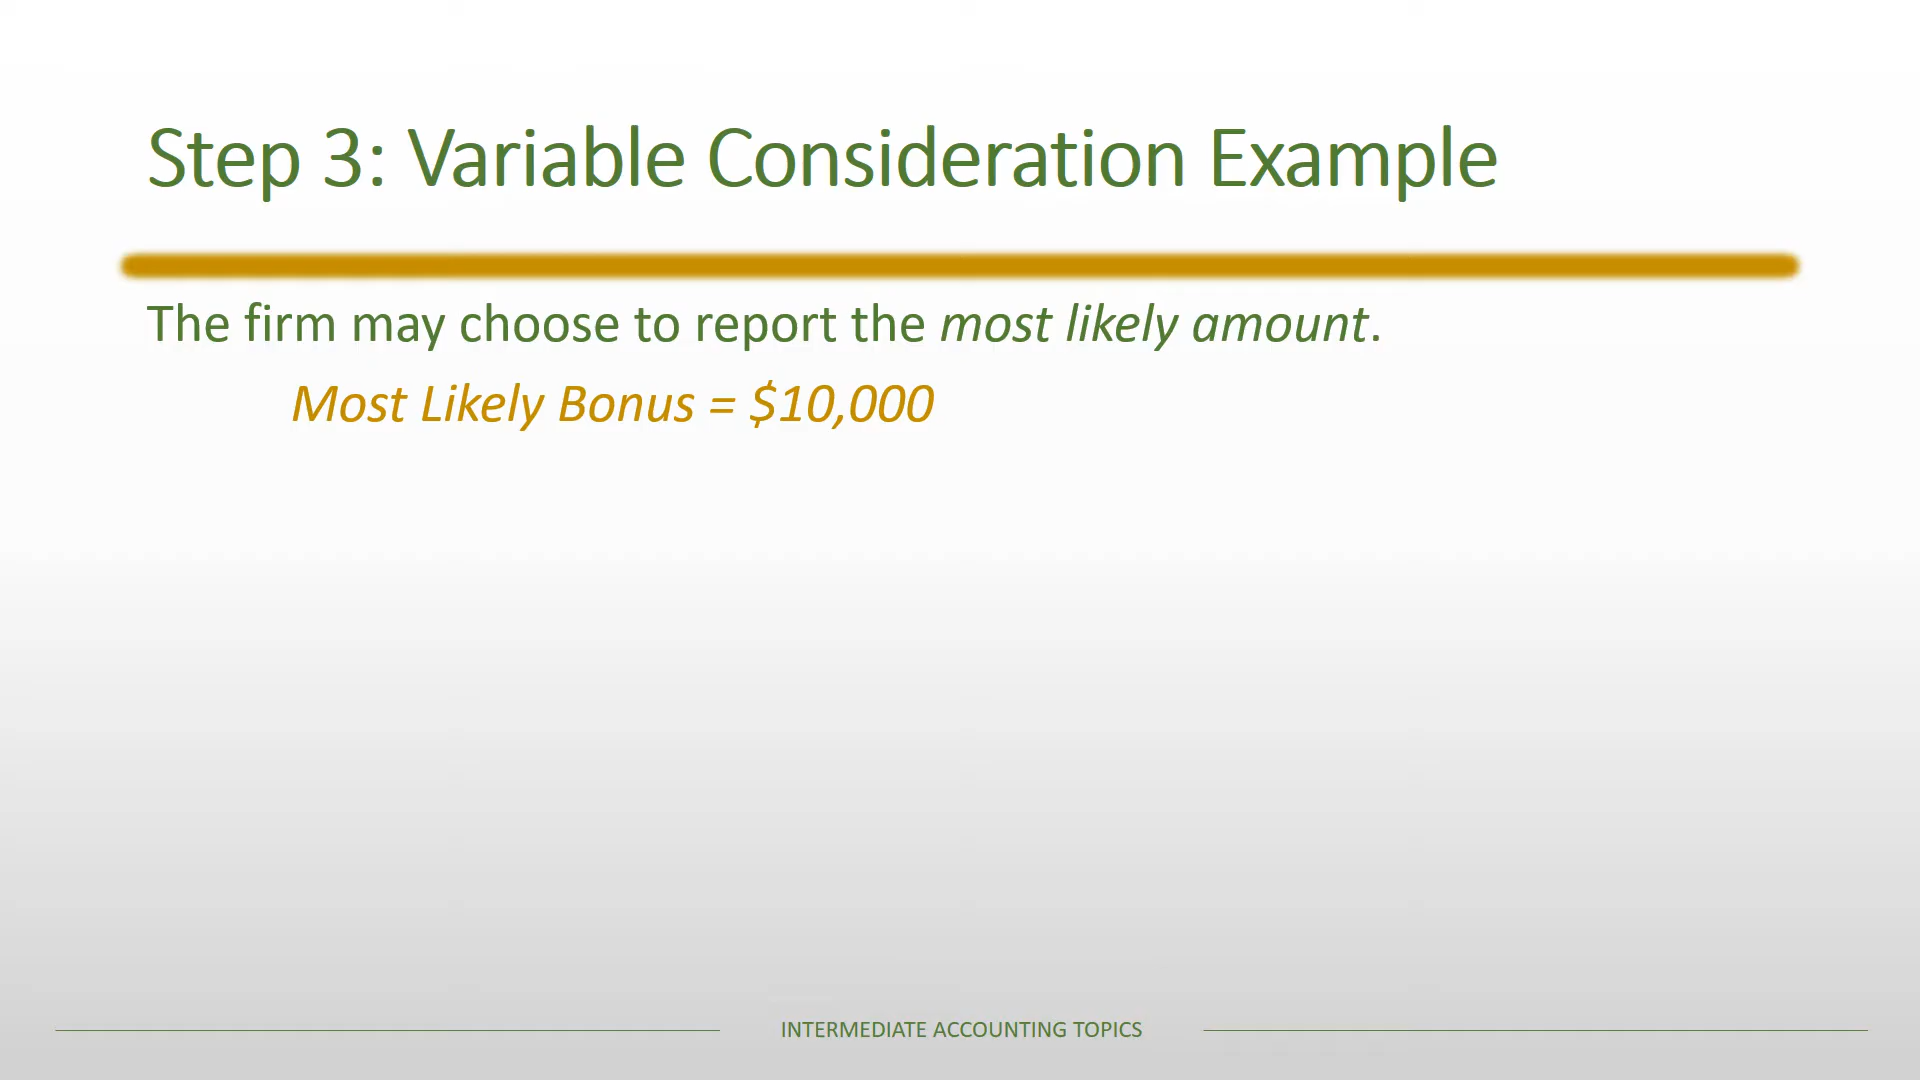 Step 3: Variable Consideration Example
The firm may choose to report the most likely amount.
Most Likely Bonus = $10,000
INTERMEDIATE ACCOUNTING TOPICS